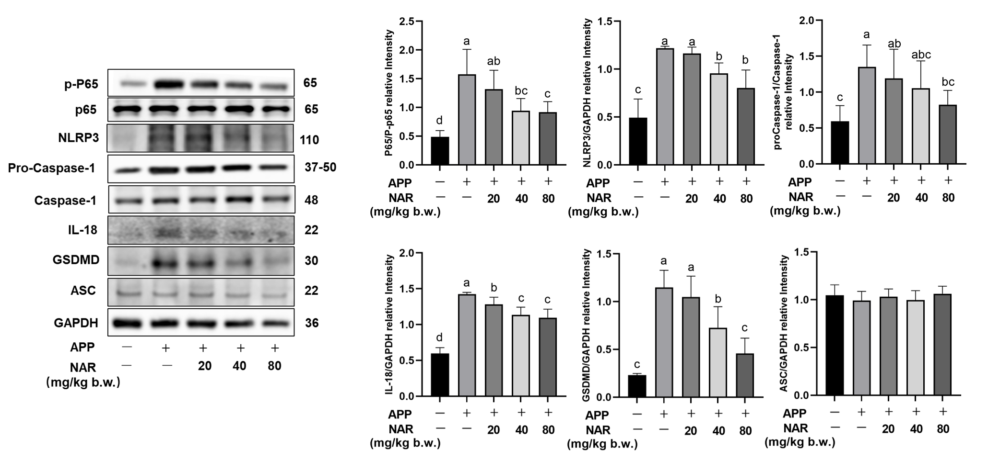 p-P65 65
p65 65
NLRP3 110
Pro-Caspase-1 37-50
Caspase-1 48
IL-18 22
GSDMD 30
ASC 22
GAPDH 36
APP — + + + +
NAR — — 20 40 80
(mg/kg b.w.)
P65/P-p65 relative Intensity
2.5
2.0
1.5
1.0
0.5
0.0
d a ab bc c
APP — + + + +
NAR — — 20 40 80
(mg/kg b.w.)
NLRP3/GAPDH relative Intensity
1.5
1.0
0.5
0.0
c a a b b
APP — + + + +
NAR — — 20 40 80
(mg/kg b.w.)
proCaspase-1/Caspase-1
relative Intensity
2.0
1.5
1.0
0.5
0.0
c a ab abc bc
APP — + + + +
NAR — — 20 40 80
(mg/kg b.w.)
IL-18/GAPDH relative Intensity
2.0
1.5
1.0
0.5
0.0
d a b c c
APP — + + + +
NAR — — 20 40 80
(mg/kg b.w.)
GSDMD/GAPDH relative Intensity
1.5
1.0
0.5
0.0
c a a b c
APP — + + + +
NAR — — 20 40 80
(mg/kg b.w.)
ASC/GAPDH relative Intensity
1.5
1.0
0.5
0.0
APP — + + + +
NAR — — 20 40 80
(mg/kg b.w.)